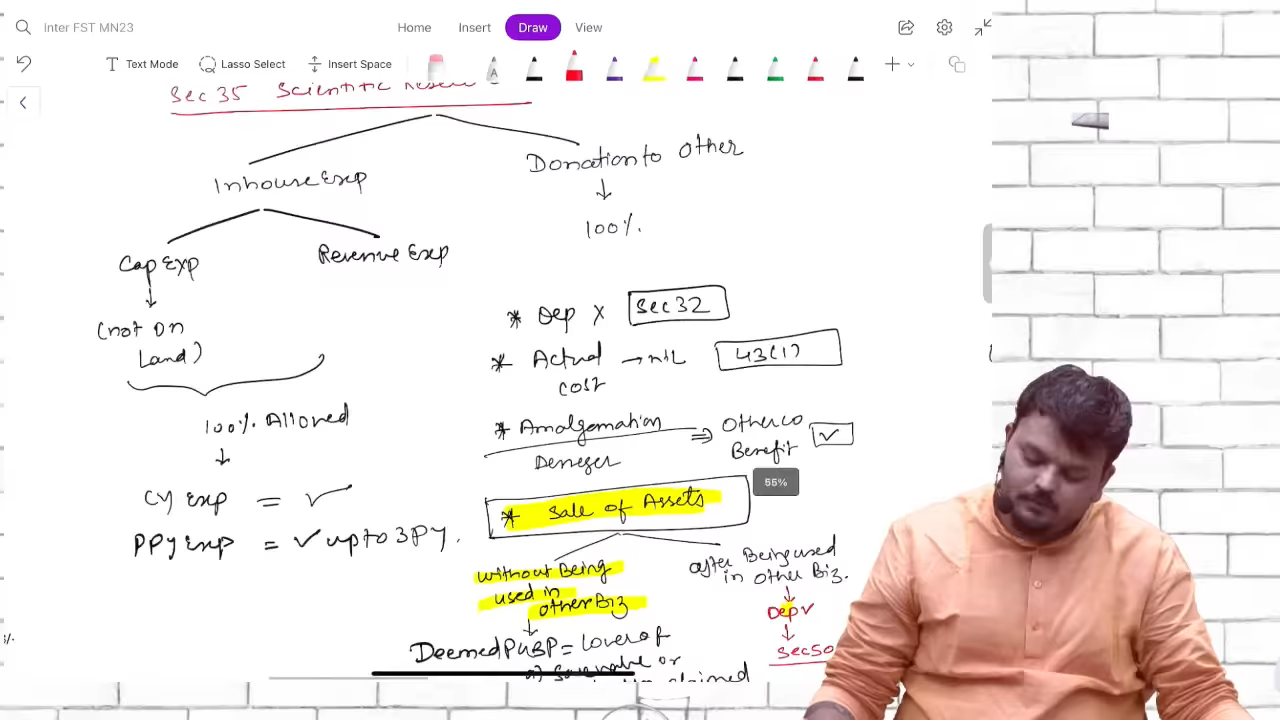 Inter FST MN23
Home Insert Draw View
Text Mode Lasso Select Insert Space
Sec 35 Scientific
Inhouse Exp
Donation to Other
100%.
Cap Exp
Revenue Exp
(not on
Land)
100% Allowed
CY Exp = ✓
PPY Exp = ✓ upto 3PY.
* Dep x Sec 32
* Actual → nil 43(1)
cost
* Amalgamation ⇒ Other co
Demeger Benefit ✓
55%
* Sale of Assets
without Being
used in
other Biz
after Being used
in Other Biz.
Dep ✓
Sec 50
Deemed PGBP = lower of